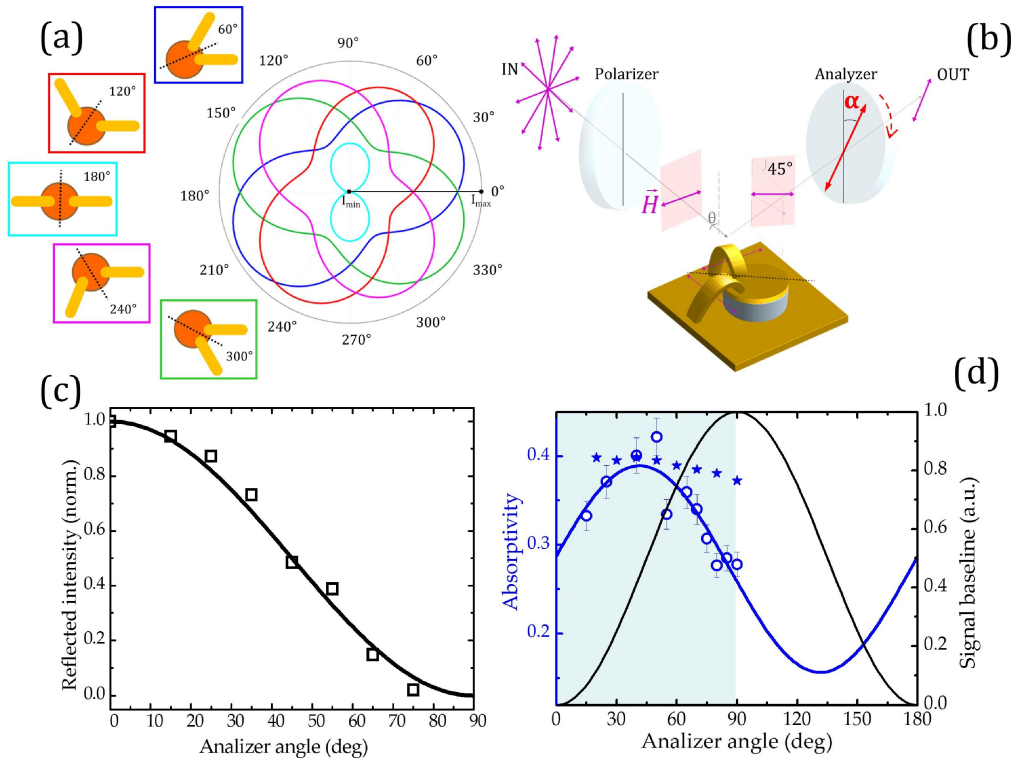 (a)
60°
120°
180°
240°
300°
90°
120°
60°
150°
30°
180°
I min
I max
0°
210°
330°
240°
300°
270°
(b)
IN
Polarizer
Analyzer
OUT
α
45°
H
θ
(c)
Reflected intensity (norm.)
1.0
0.8
0.6
0.4
0.2
0.0
0 10 20 30 40 50 60 70 80 90
Analizer angle (deg)
(d)
Absorptivity
0.4
0.3
0.2
1.0
0.8
0.6
0.4
0.2
0.0
Signal baseline (a.u.)
0 30 60 90 120 150 180
Analizer angle (deg)